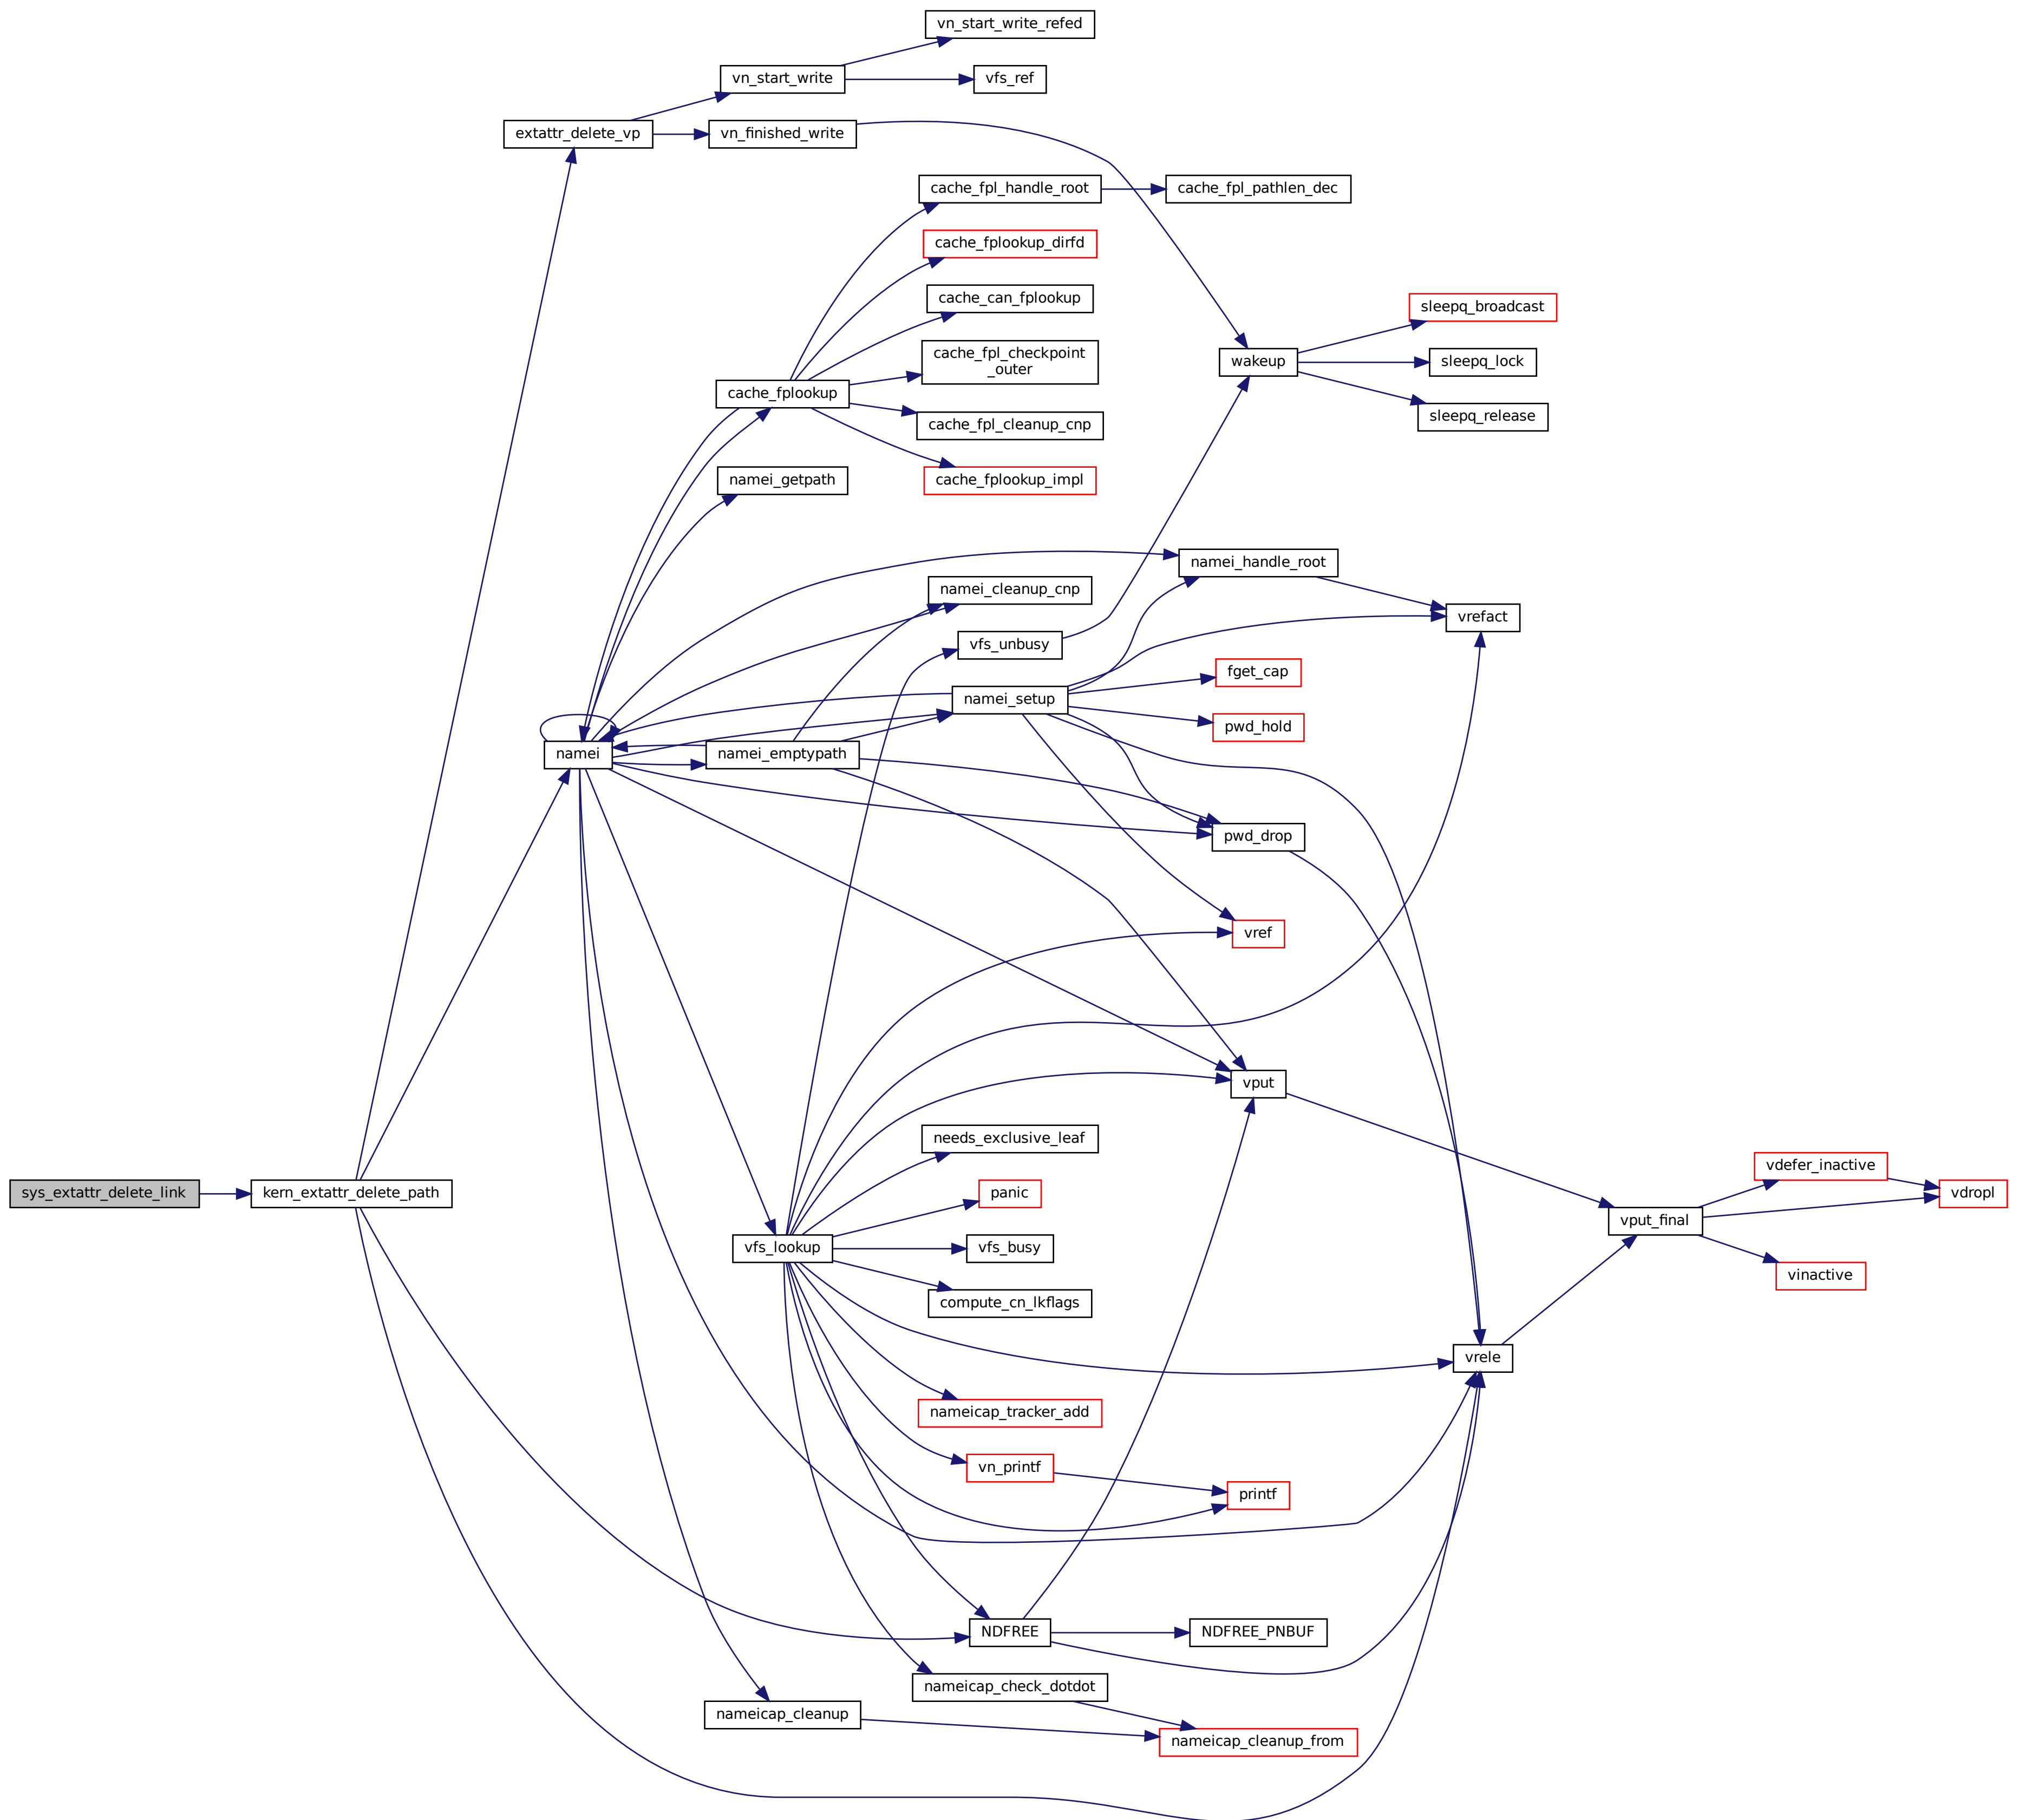 vn_start_write_refed
vn_start_write
vfs_ref
extattr_delete_vp
vn_finished_write
cache_fpl_handle_root
cache_fpl_pathlen_dec
cache_fplookup_dirfd
cache_can_fplookup
sleepq_broadcast
cache_fpl_checkpoint
_outer
wakeup
sleepq_lock
cache_fplookup
sleepq_release
cache_fpl_cleanup_cnp
namei_getpath
cache_fplookup_impl
namei_handle_root
namei_cleanup_cnp
vrefact
vfs_unbusy
fget_cap
namei_setup
pwd_hold
namei
namei_emptypath
pwd_drop
vref
vput
needs_exclusive_leaf
vdefer_inactive
sys_extattr_delete_link
kern_extattr_delete_path
panic
vdropl
vput_final
vfs_lookup
vfs_busy
vinactive
compute_cn_lkflags
vrele
nameicap_tracker_add
vn_printf
printf
NDFREE
NDFREE_PNBUF
nameicap_check_dotdot
nameicap_cleanup
nameicap_cleanup_from